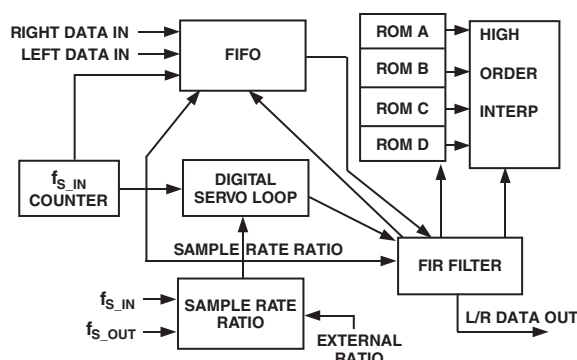 RIGHT DATA IN
LEFT DATA IN
FIFO
ROM A
ROM B
ROM C
ROM D
HIGH
ORDER
INTERP
fS_IN
COUNTER
DIGITAL
SERVO LOOP
SAMPLE RATE RATIO
FIR FILTER
fS_IN
fS_OUT
SAMPLE RATE
RATIO
EXTERNAL
RATIO
L/R DATA OUT